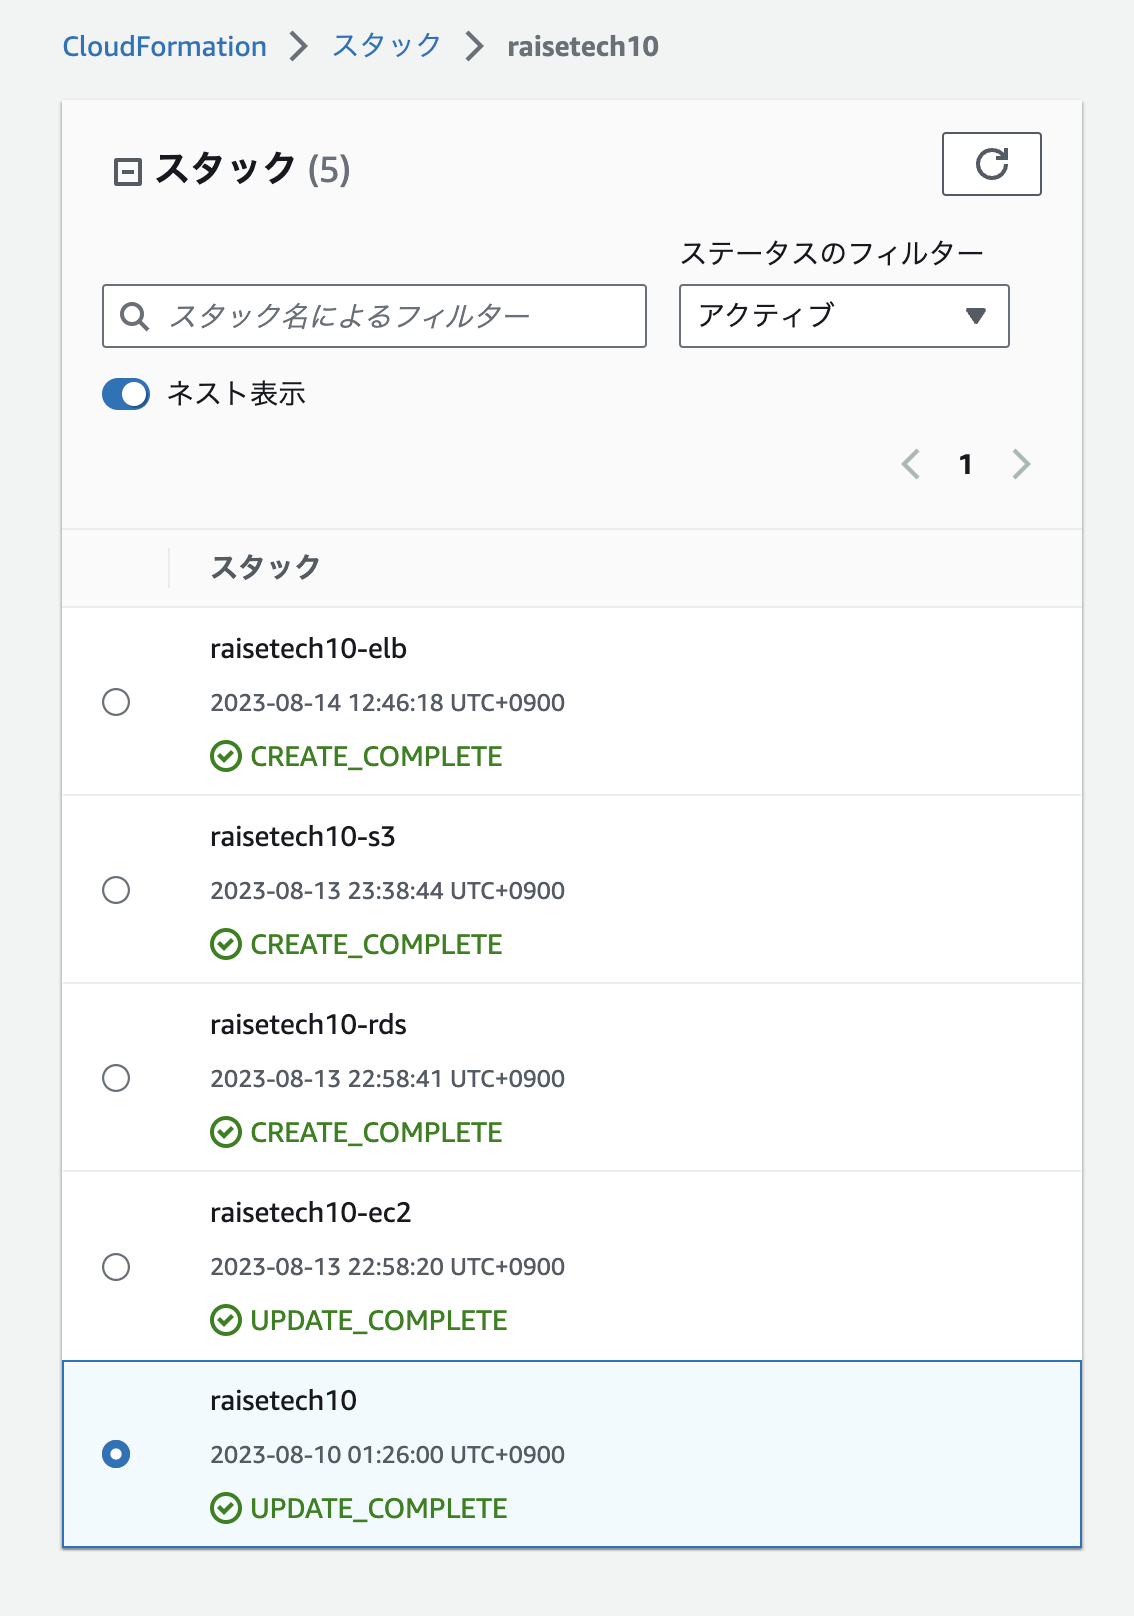 CloudFormation > スタック > raisetech10
スタック (5)
ステータスのフィルター
スタック名によるフィルター
アクティブ
ネスト表示
1
スタック
raisetech10-elb
2023-08-14 12:46:18 UTC+0900
CREATE_COMPLETE
raisetech10-s3
2023-08-13 23:38:44 UTC+0900
CREATE_COMPLETE
raisetech10-rds
2023-08-13 22:58:41 UTC+0900
CREATE_COMPLETE
raisetech10-ec2
2023-08-13 22:58:20 UTC+0900
UPDATE_COMPLETE
raisetech10
2023-08-10 01:26:00 UTC+0900
UPDATE_COMPLETE